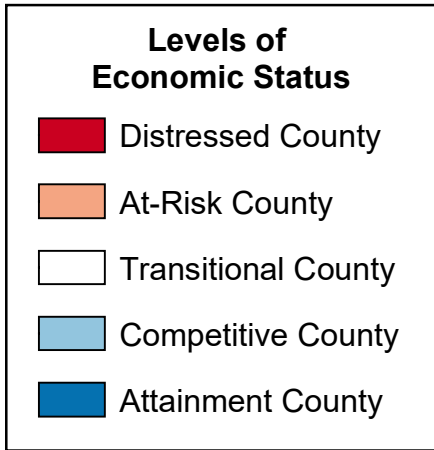 Levels of
Economic Status
Distressed County
At-Risk County
Transitional County
Competitive County
Attainment County